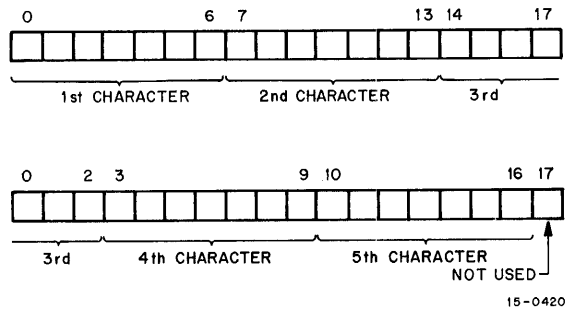 0 6 7 13 14 17
1st CHARACTER 2nd CHARACTER 3rd
0 2 3 9 10 16 17
3rd 4th CHARACTER 5th CHARACTER
NOT USED
15-0420